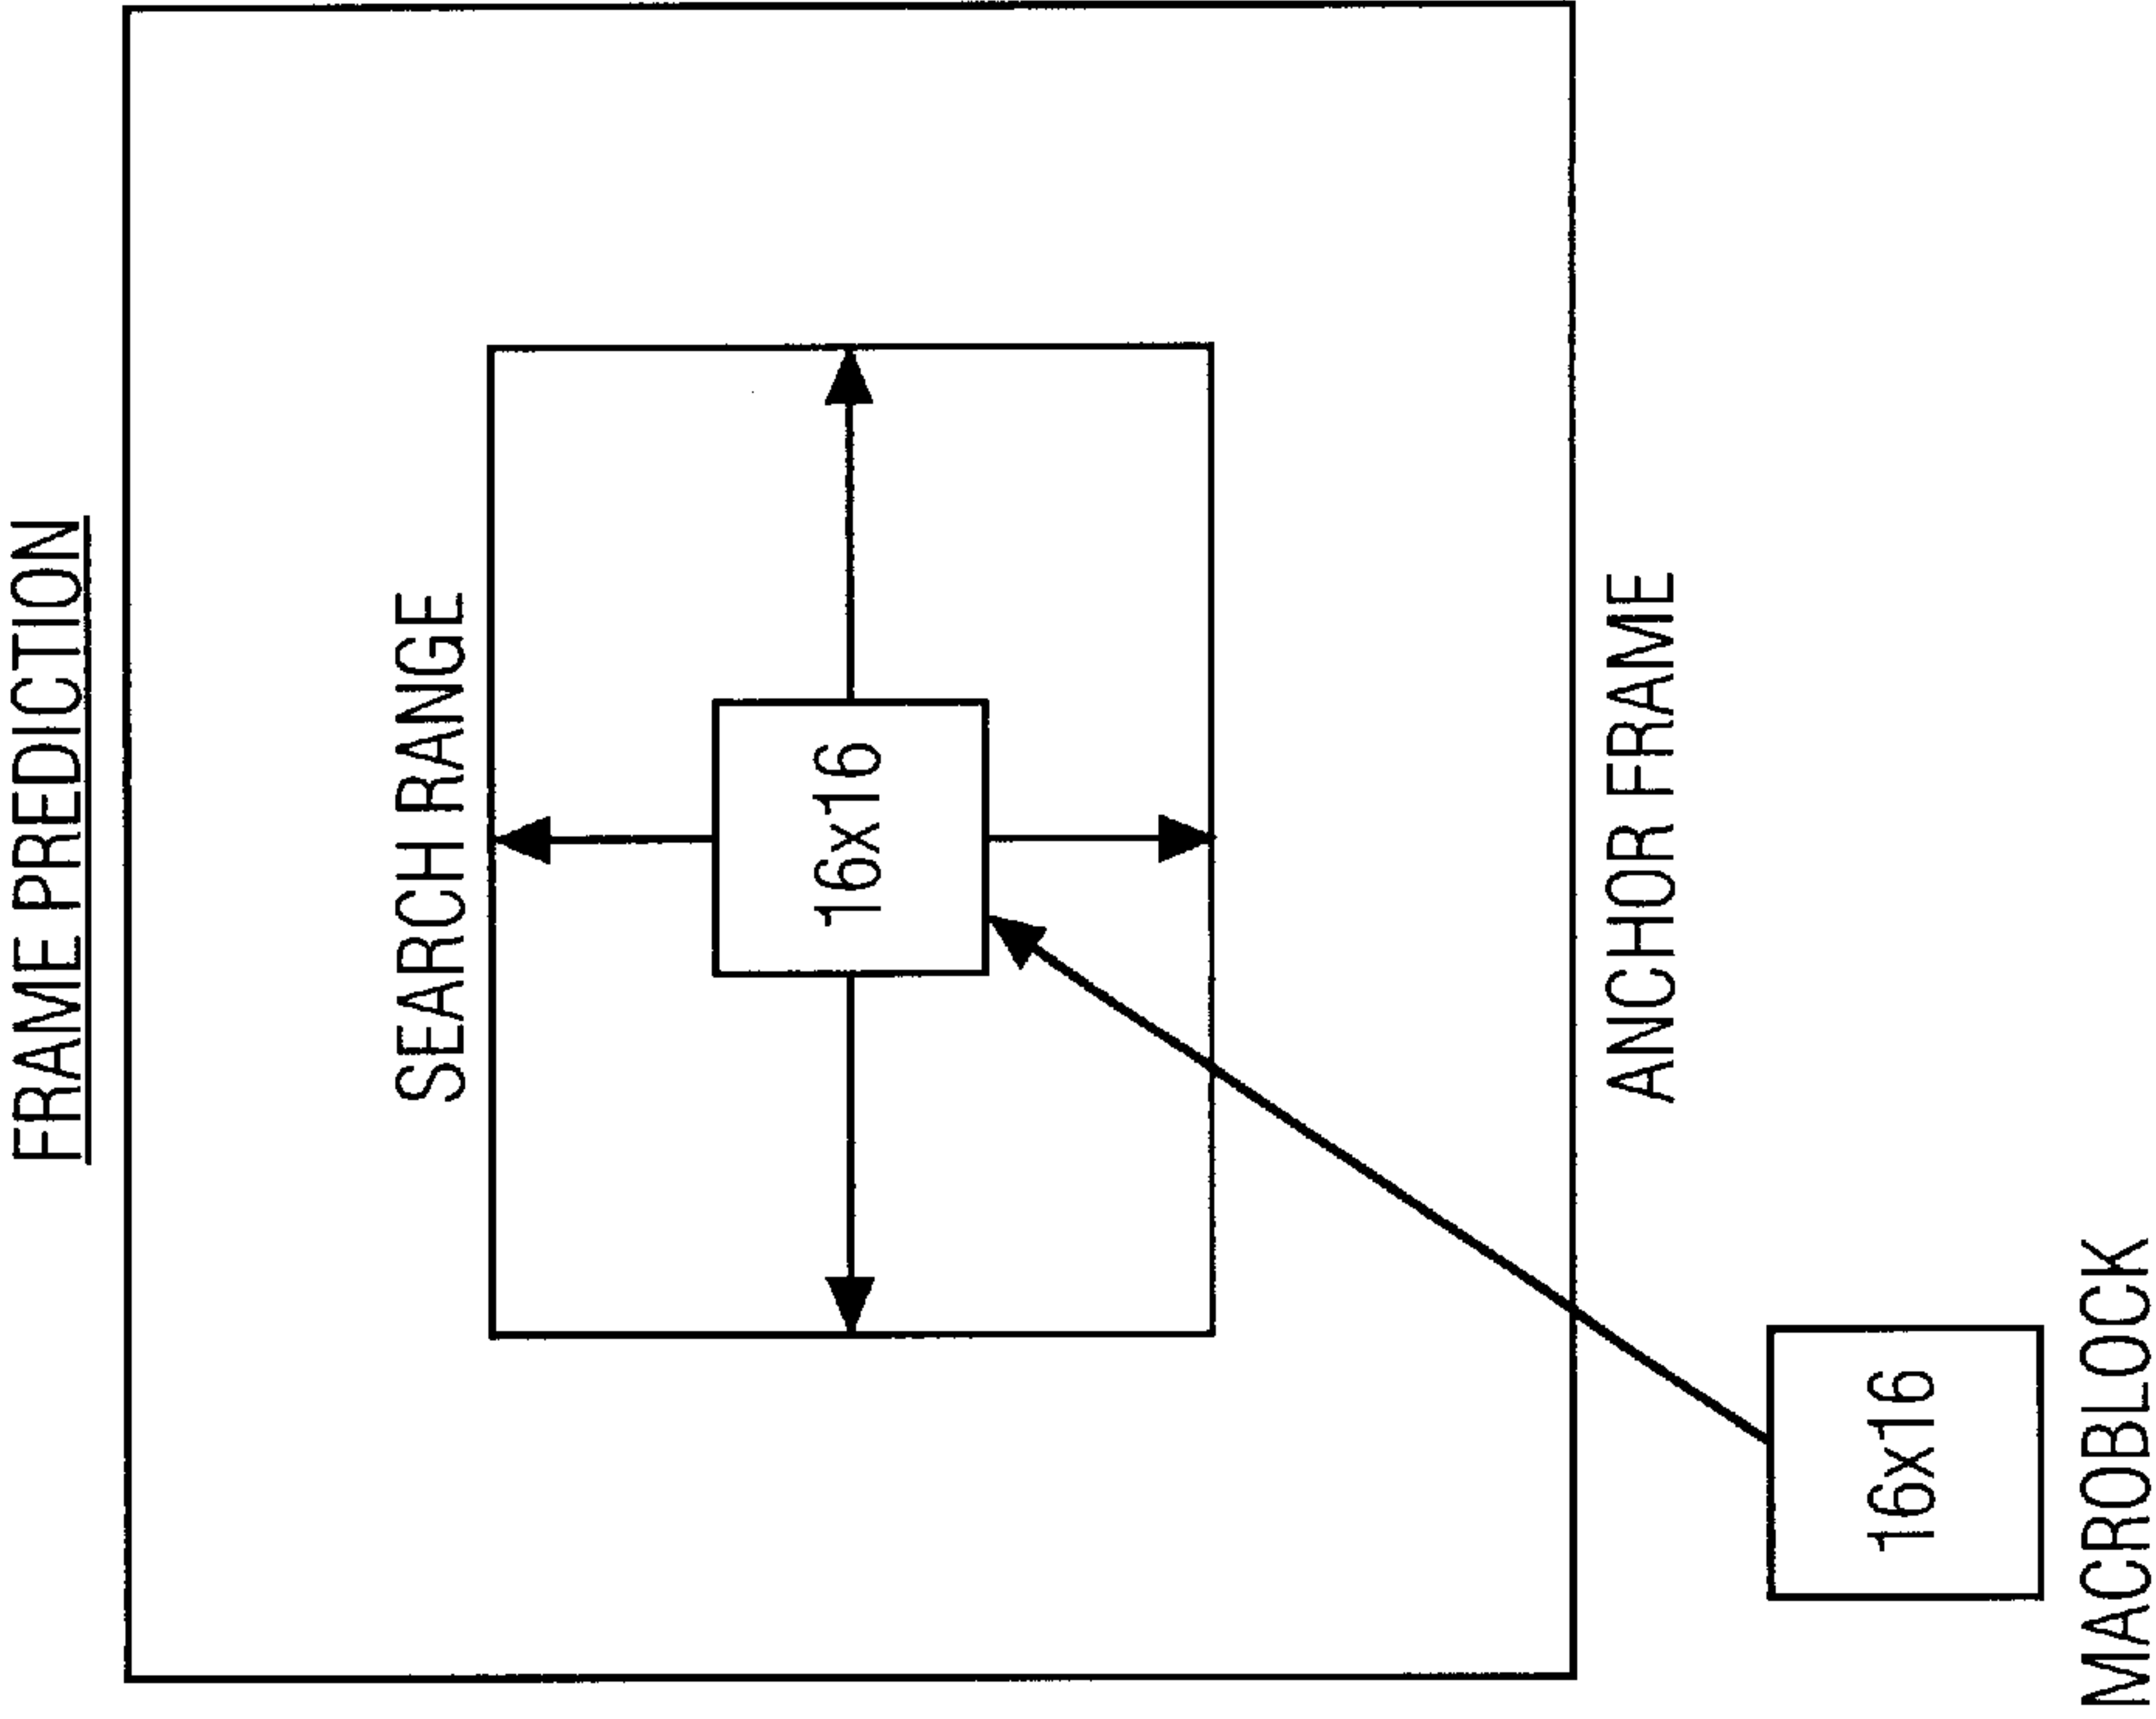 FRAME PREDICTION
SEARCH RANGE
16x16
ANCHOR FRAME
16x16
MACROBLOCK